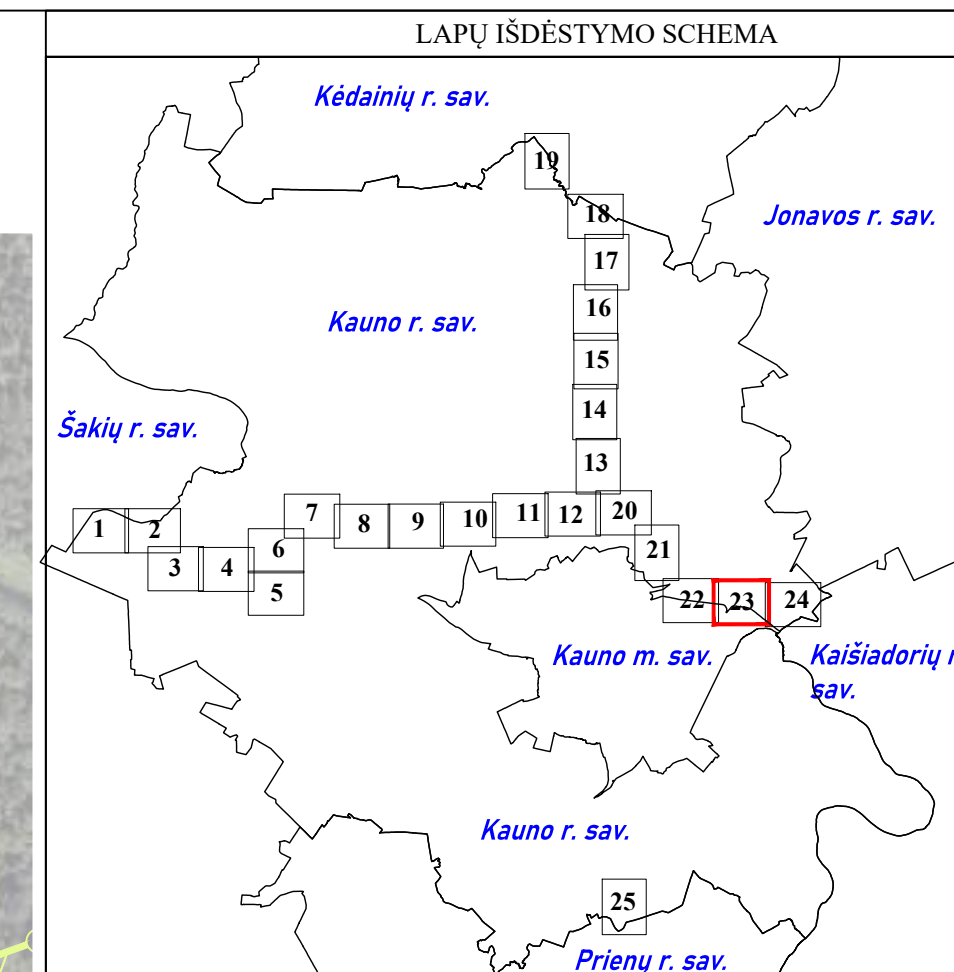 LAPŲ IŠDĖSTYMO SCHEMA
Kėdainių r. sav.
19
18
Jonavos r. sav.
17
16
Kauno r. sav.
15
14
Šakių r. sav.
13
7
8
9
10
11
12
20
1
2
6
21
3
4
5
22
23
24
Kauno m. sav.
Kaišiadorių
sav.
Kauno r. sav.
25
Prienų r. sav.